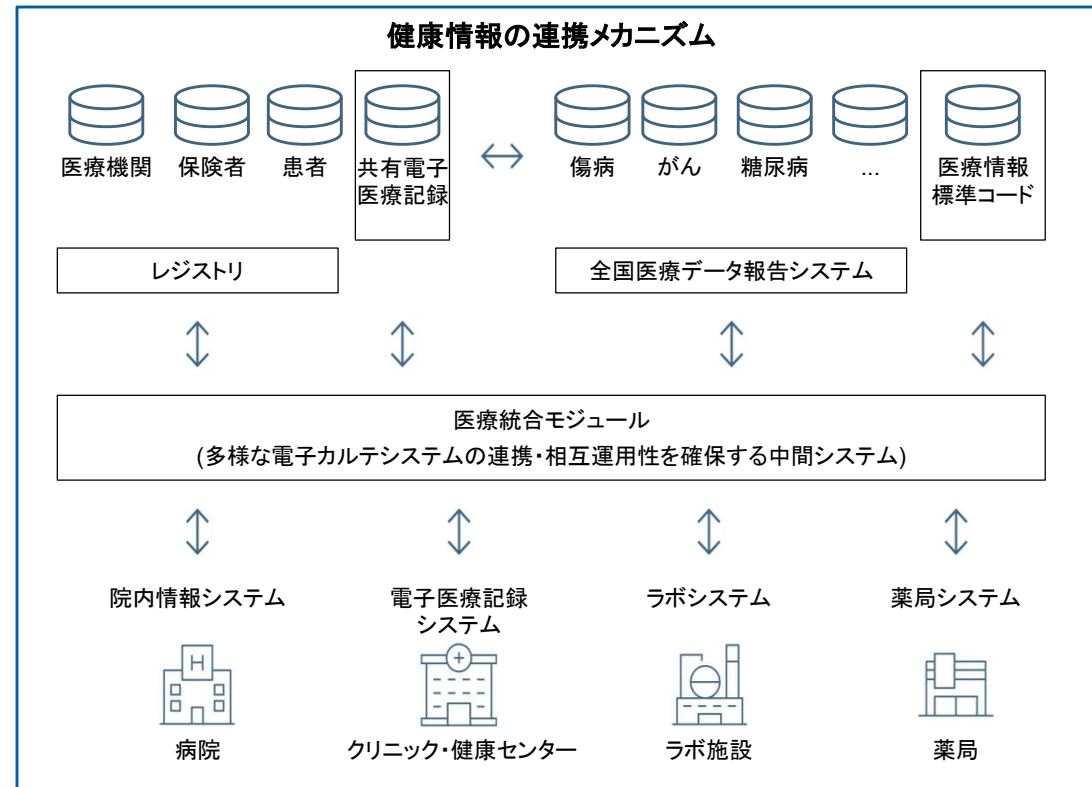 健康情報の連携メカニズム
医療機関
保険者
患者
共有電子
医療記録
傷病
がん
糖尿病
...
医療情報
標準コード
レジストリ
全国医療データ報告システム
医療統合モジュール
(多様な電子カルテシステムの連携・相互運用性を確保する中間システム)
院内情報システム
電子医療記録
システム
ラボシステム
薬局システム
H
病院
クリニック・健康センター
ラボ施設
薬局